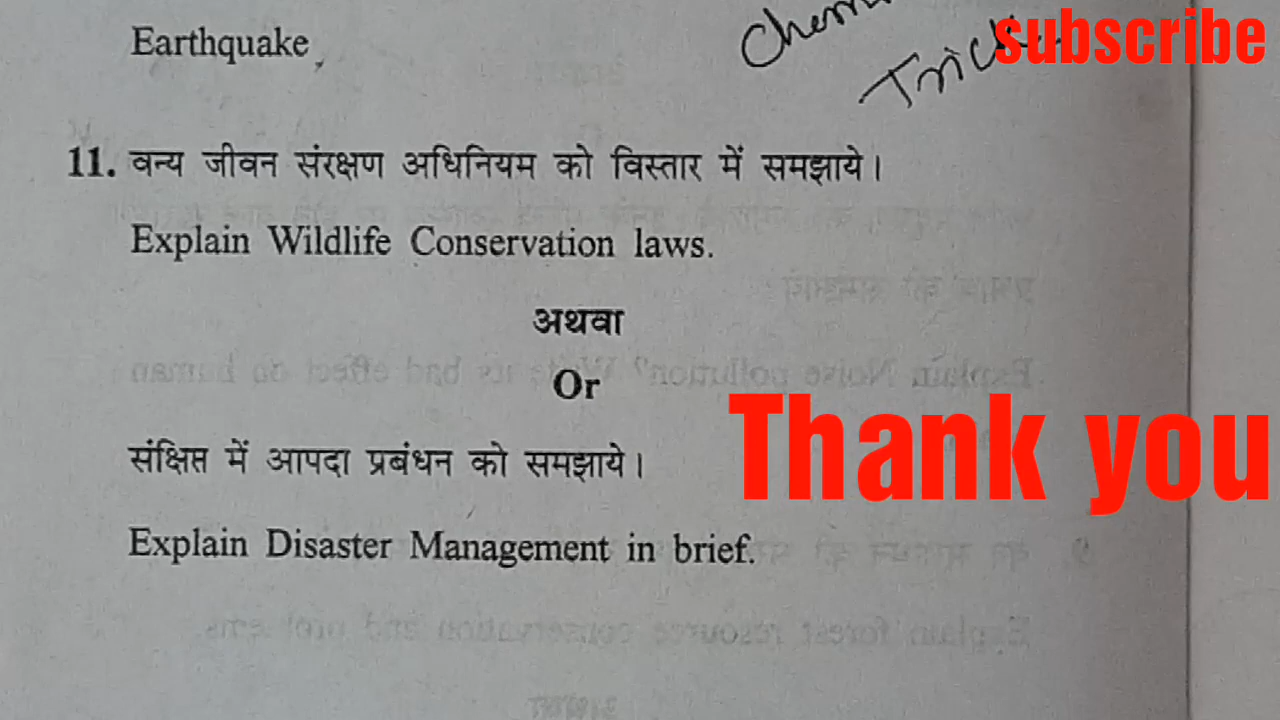 subscribe
Tricks
Earthquake,
11. वन्य जीवन संरक्षण अधिनियम को विस्तार में समझाये।
Explain Wildlife Conservation laws.
अथवा
Or
Thank you
संक्षिप्त में आपदा प्रबंधन को समझाये।
Explain Disaster Management in brief.